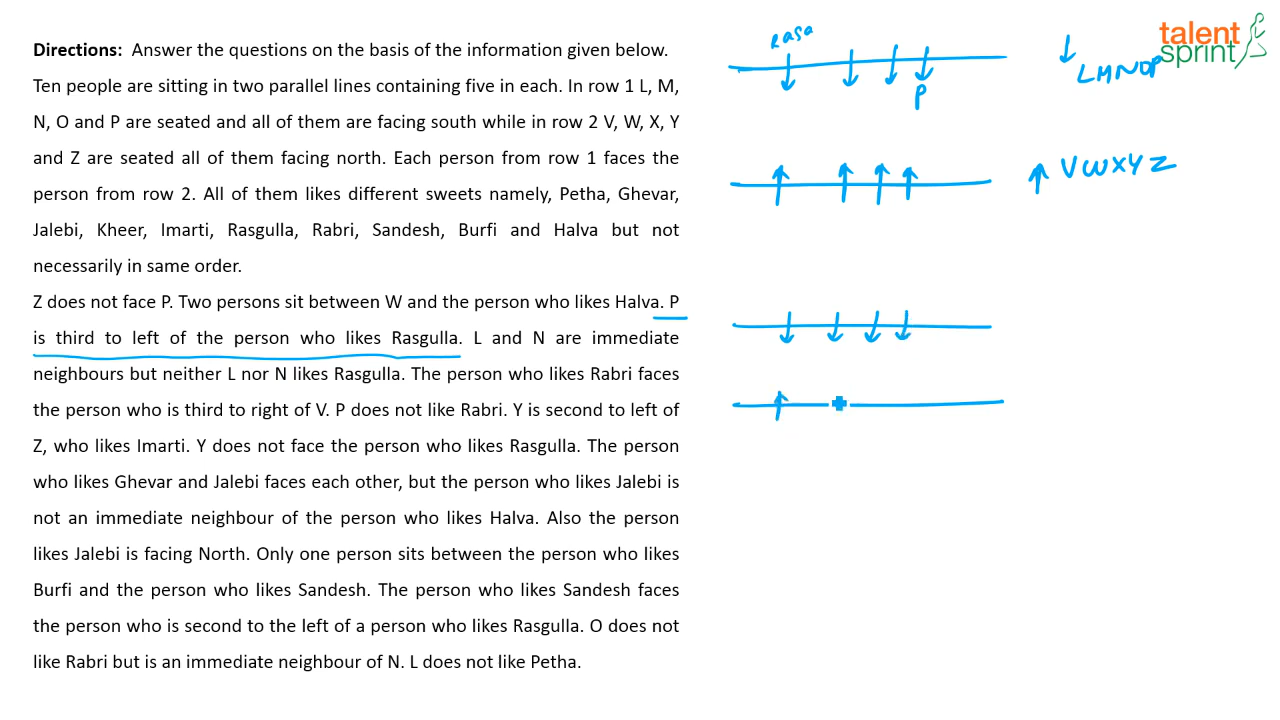 Directions: Answer the questions on the basis of the information given below.
Ten people are sitting in two parallel lines containing five in each. In row 1 L, M,
N, O and P are seated and all of them are facing south while in row 2 V, W, X, Y
and Z are seated all of them facing north. Each person from row 1 faces the
person from row 2. All of them likes different sweets namely, Petha, Ghevar,
Jalebi, Kheer, Imarti, Rasgulla, Rabri, Sandesh, Burfi and Halva but not
necessarily in same order.
Z does not face P. Two persons sit between W and the person who likes Halva. P
is third to left of the person who likes Rasgulla. L and N are immediate
neighbours but neither L nor N likes Rasgulla. The person who likes Rabri faces
the person who is third to right of V. P does not like Rabri. Y is second to left of
Z, who likes Imarti. Y does not face the person who likes Rasgulla. The person
who likes Ghevar and Jalebi faces each other, but the person who likes Jalebi is
not an immediate neighbour of the person who likes Halva. Also the person
likes Jalebi is facing North. Only one person sits between the person who likes
Burfi and the person who likes Sandesh. The person who likes Sandesh faces
the person who is second to the left of a person who likes Rasgulla. O does not
like Rabri but is an immediate neighbour of N. L does not like Petha.
Rasa
P
LMNOP
VWXYZ
talent
sprint